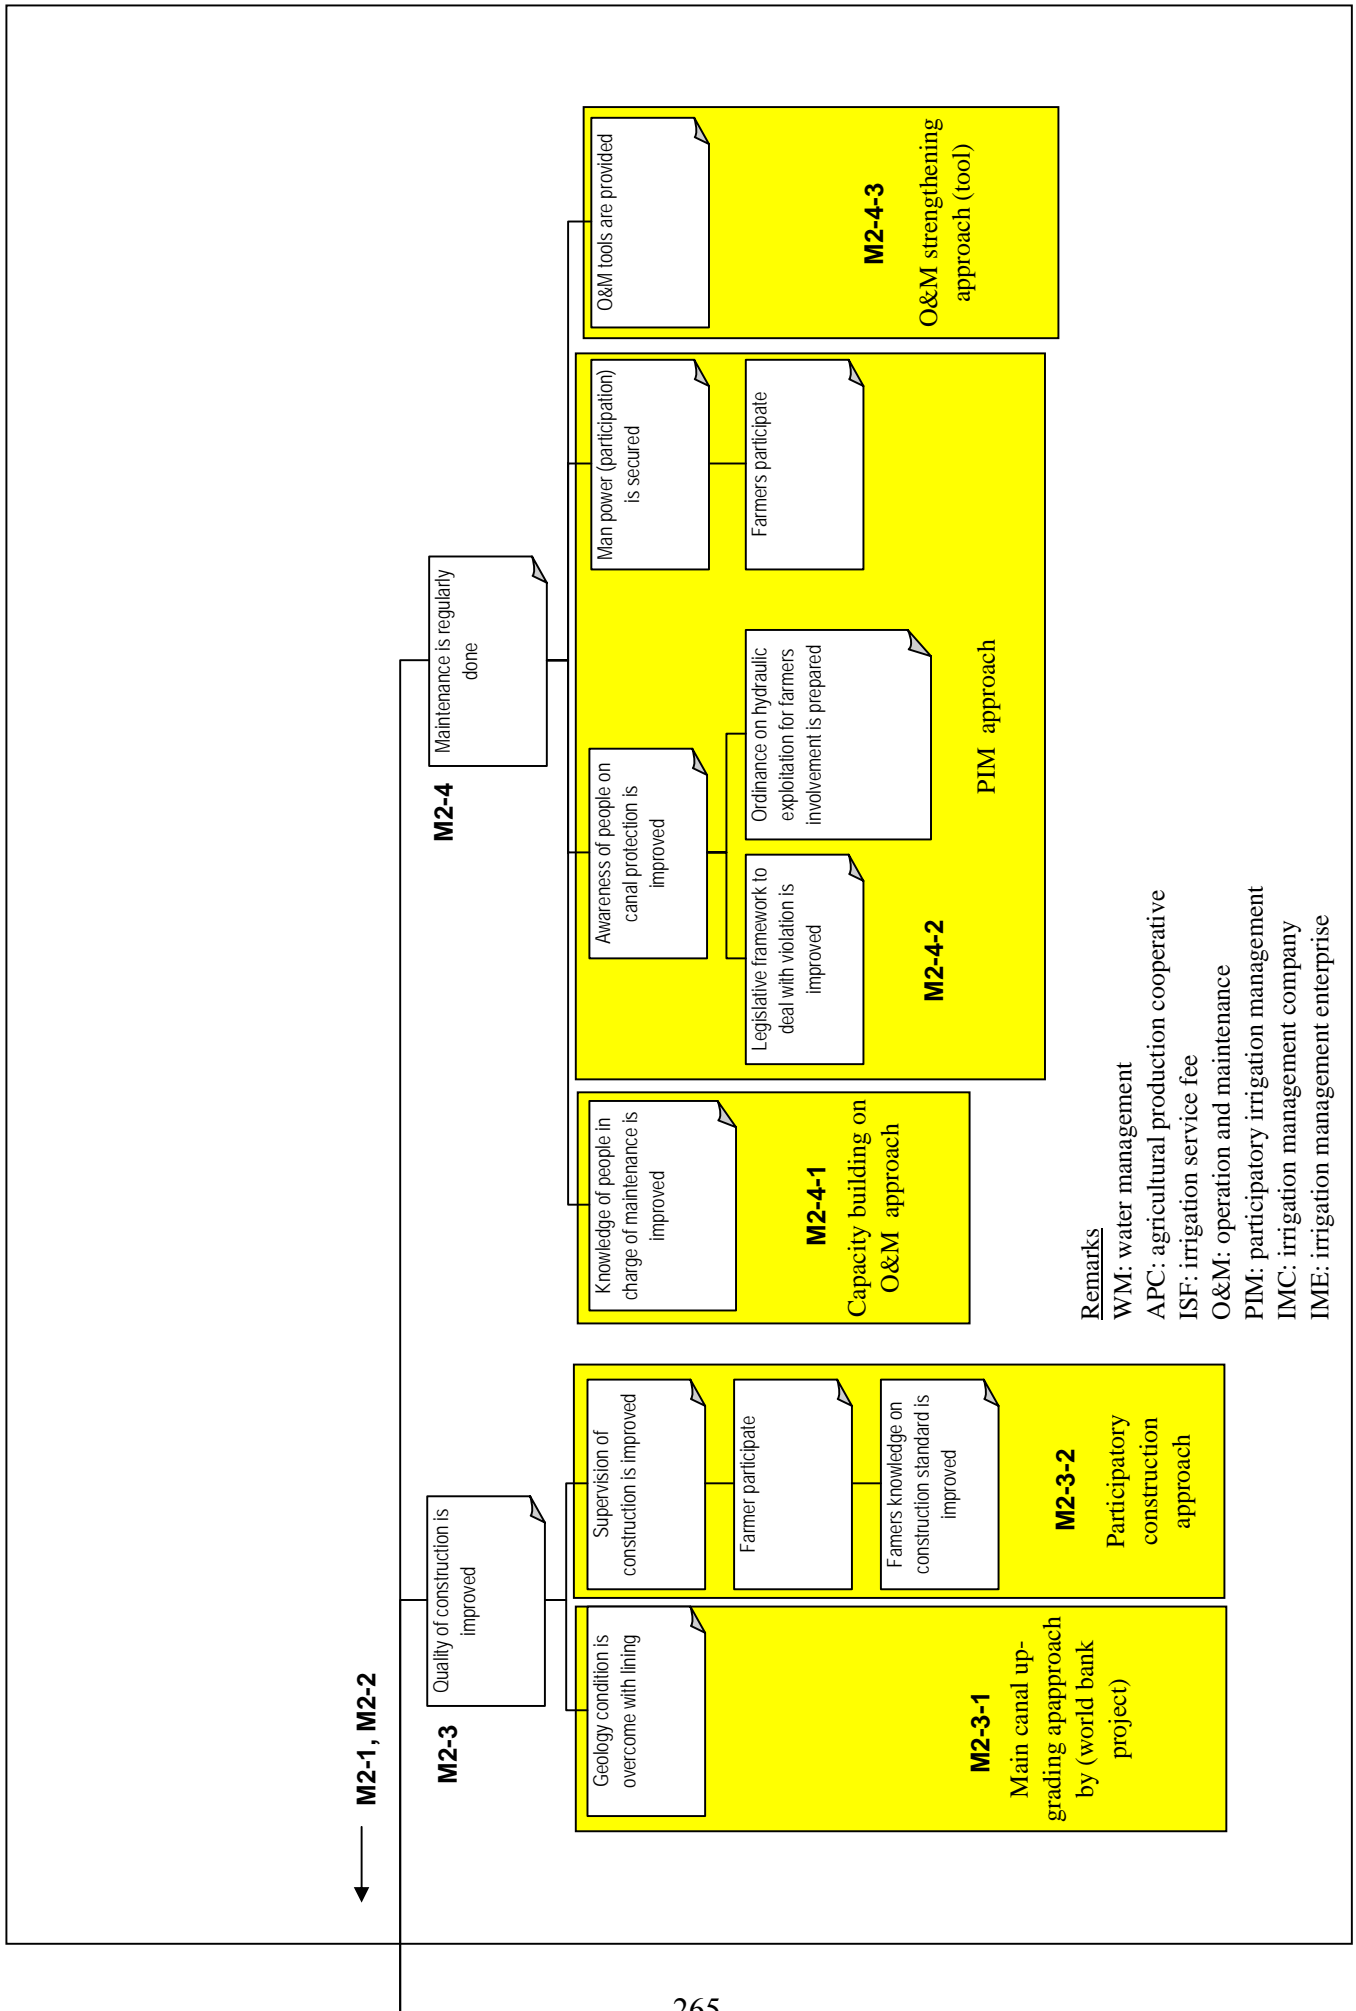 M2-1, M2-2
M2-3
Quality of construction is
improved
M2-4
Maintenance is regularly
done
Geology condition is
overcome with lining
M2-3-1
Main canal up-
grading apapproach
by (world bank
project)
Supervision of
construction is improved
Farmer participate
Famers knowledge on
construction standard is
improved
M2-3-2
Participatory
construction
approach
Knowledge of people in
charge of maintenance is
improved
M2-4-1
Capacity building on
O&M approach
Awareness of people on
canal protection is
improved
Legislative framework to
deal with violation is
improved
Ordinance on hydraulic
exploitation for farmers
involvement is prepared
Man power (participation)
is secured
Farmers participate
M2-4-2
PIM approach
O&M tools are provided
M2-4-3
O&M strengthening
approach (tool)
Remarks
WM: water management
APC: agricultural production cooperative
ISF: irrigation service fee
O&M: operation and maintenance
PIM: participatory irrigation management
IMC: irrigation management company
IME: irrigation management enterprise
265